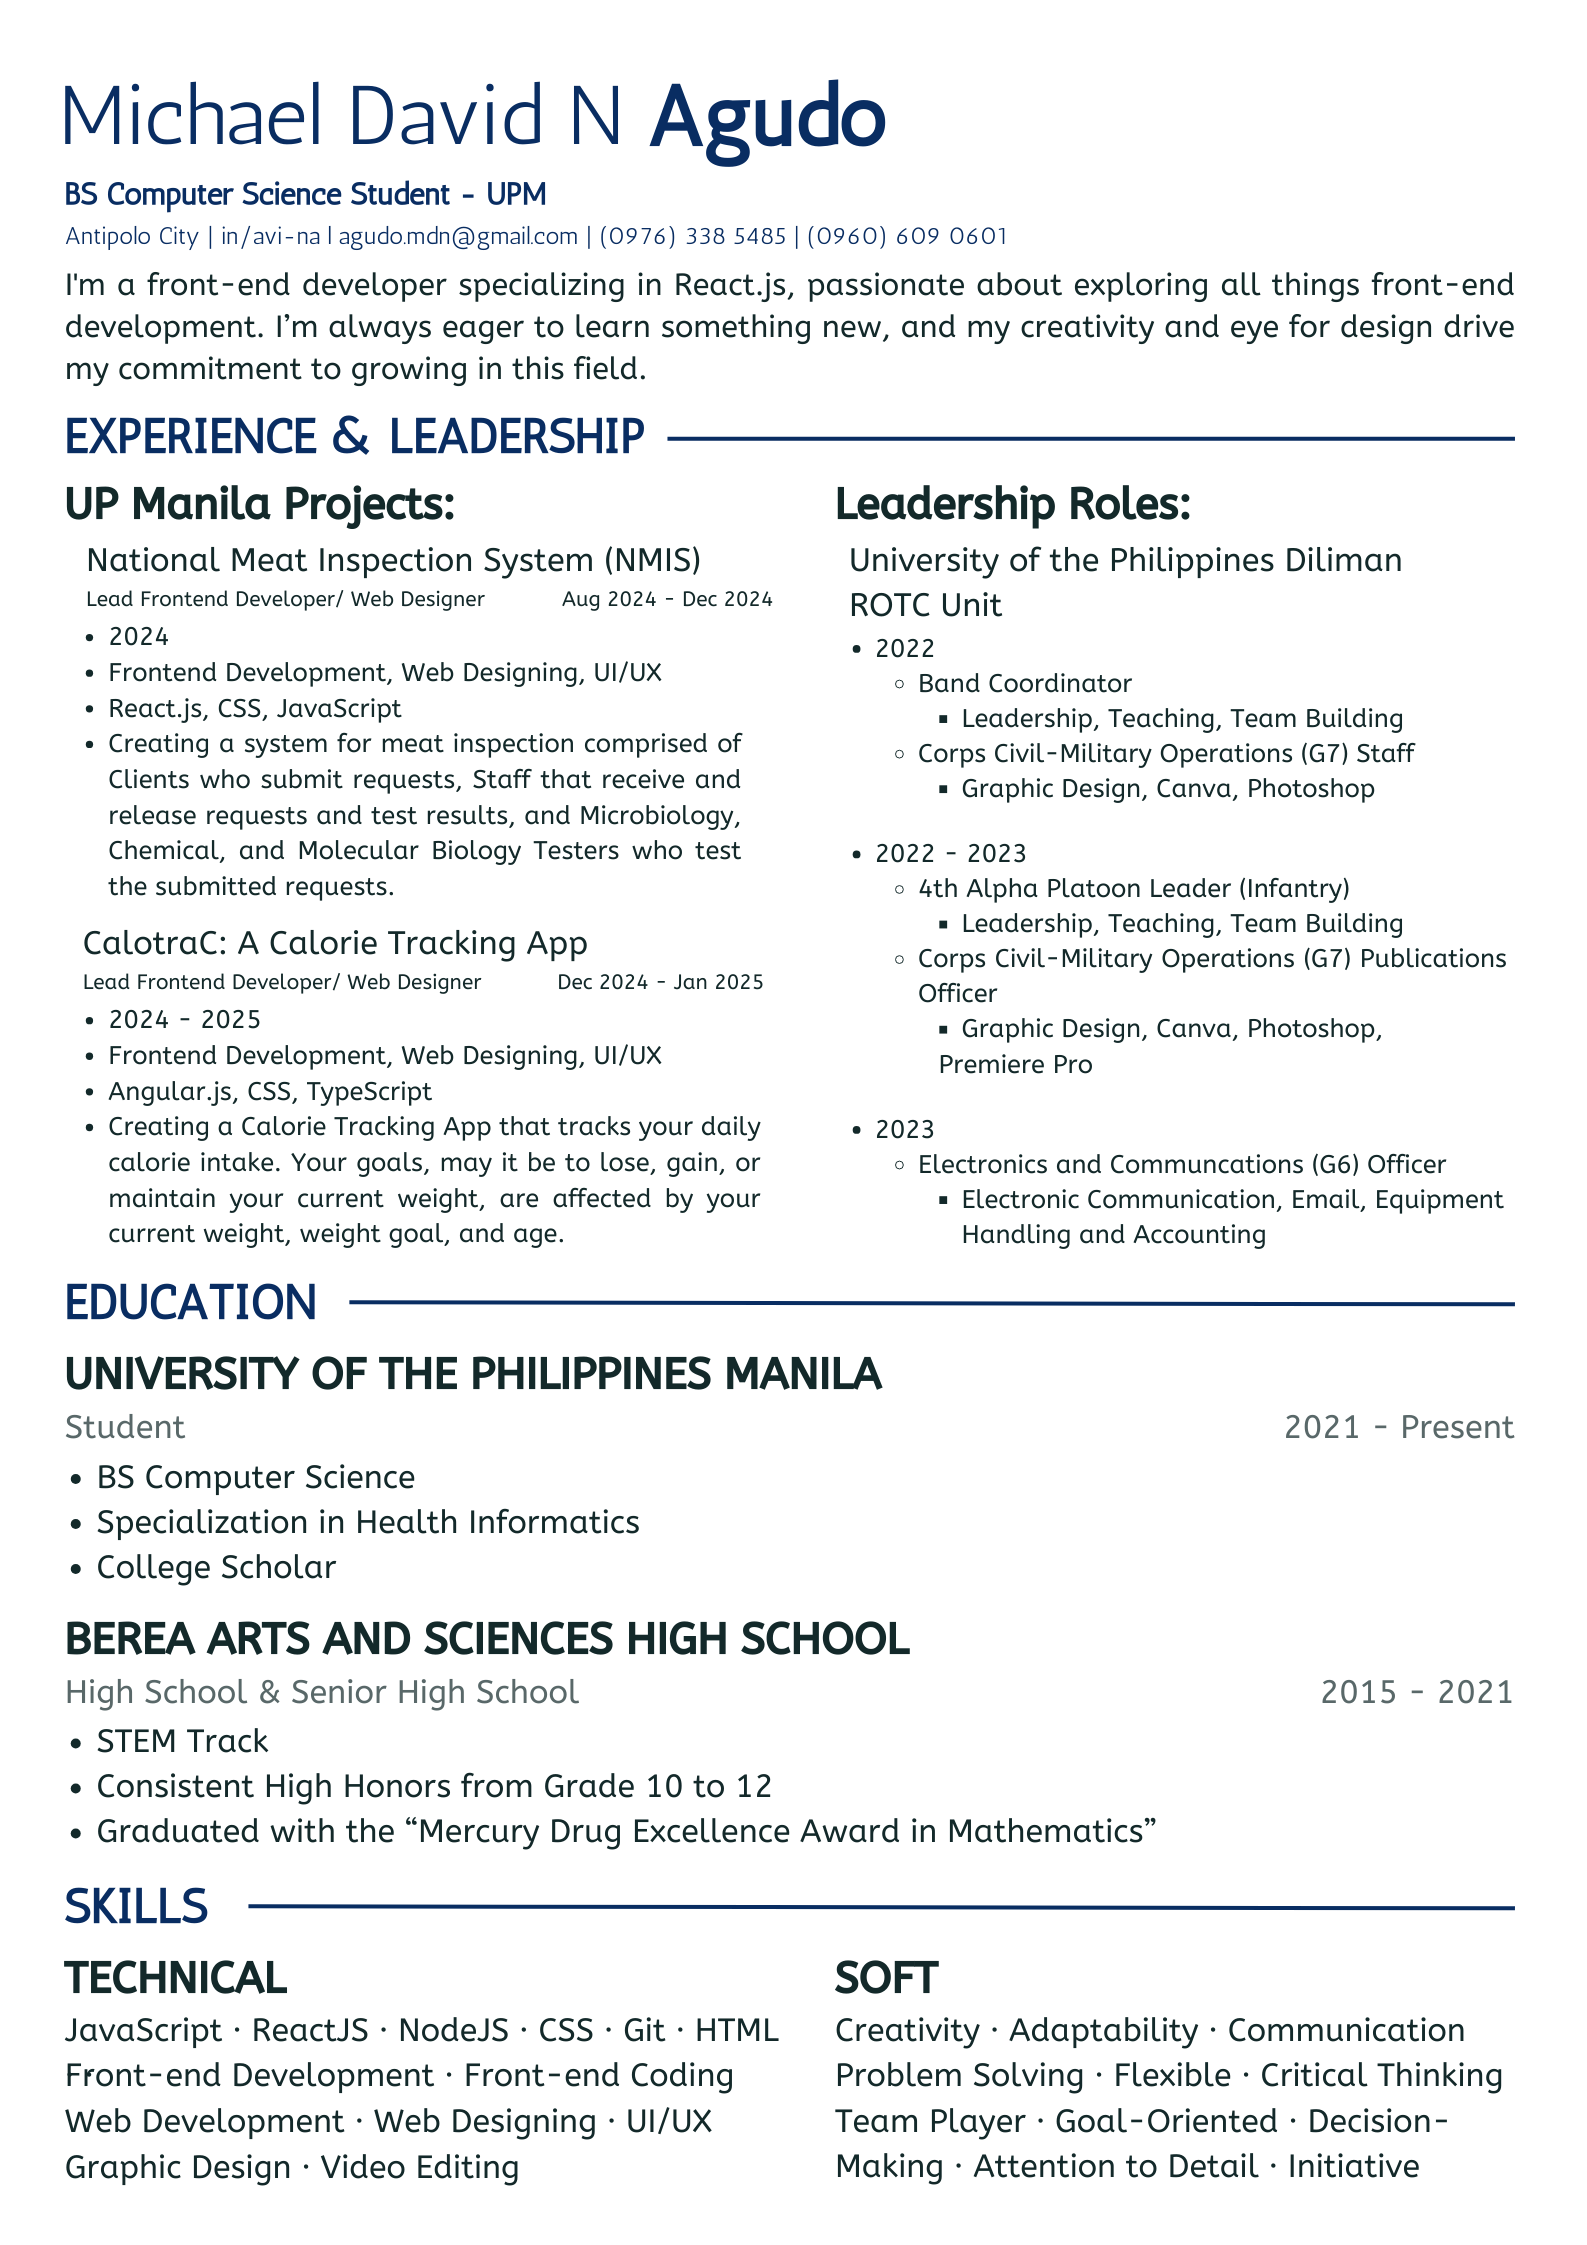 Michael David N Agudo
BS Computer Science Student - UPM
Antipolo City | in/avi-na | agudo.mdn@gmail.com | (0976) 338 5485 | (0960) 609 0601
I'm a front-end developer specializing in React.js, passionate about exploring all things front-end
development. I’m always eager to learn something new, and my creativity and eye for design drive
my commitment to growing in this field.
EXPERIENCE & LEADERSHIP
UP Manila Projects:
National Meat Inspection System (NMIS)
Lead Frontend Developer/ Web Designer Aug 2024 - Dec 2024
• 2024
• Frontend Development, Web Designing, UI/UX
• React.js, CSS, JavaScript
• Creating a system for meat inspection comprised of
Clients who submit requests, Staff that receive and
release requests and test results, and Microbiology,
Chemical, and Molecular Biology Testers who test
the submitted requests.
CalotraC: A Calorie Tracking App
Lead Frontend Developer/ Web Designer Dec 2024 - Jan 2025
• 2024 - 2025
• Frontend Development, Web Designing, UI/UX
• Angular.js, CSS, TypeScript
• Creating a Calorie Tracking App that tracks your daily
calorie intake. Your goals, may it be to lose, gain, or
maintain your current weight, are affected by your
current weight, weight goal, and age.
Leadership Roles:
University of the Philippines Diliman
ROTC Unit
• 2022
◦ Band Coordinator
▪ Leadership, Teaching, Team Building
◦ Corps Civil-Military Operations (G7) Staff
▪ Graphic Design, Canva, Photoshop
• 2022 - 2023
◦ 4th Alpha Platoon Leader (Infantry)
▪ Leadership, Teaching, Team Building
◦ Corps Civil-Military Operations (G7) Publications
Officer
▪ Graphic Design, Canva, Photoshop,
Premiere Pro
• 2023
◦ Electronics and Communcations (G6) Officer
▪ Electronic Communication, Email, Equipment
Handling and Accounting
EDUCATION
UNIVERSITY OF THE PHILIPPINES MANILA
Student 2021 - Present
• BS Computer Science
• Specialization in Health Informatics
• College Scholar
BEREA ARTS AND SCIENCES HIGH SCHOOL
High School & Senior High School 2015 - 2021
• STEM Track
• Consistent High Honors from Grade 10 to 12
• Graduated with the “Mercury Drug Excellence Award in Mathematics”
SKILLS
TECHNICAL
JavaScript · ReactJS · NodeJS · CSS · Git · HTML
Front-end Development · Front-end Coding
Web Development · Web Designing · UI/UX
Graphic Design · Video Editing
SOFT
Creativity · Adaptability · Communication
Problem Solving · Flexible · Critical Thinking
Team Player · Goal-Oriented · Decision-
Making · Attention to Detail · Initiative